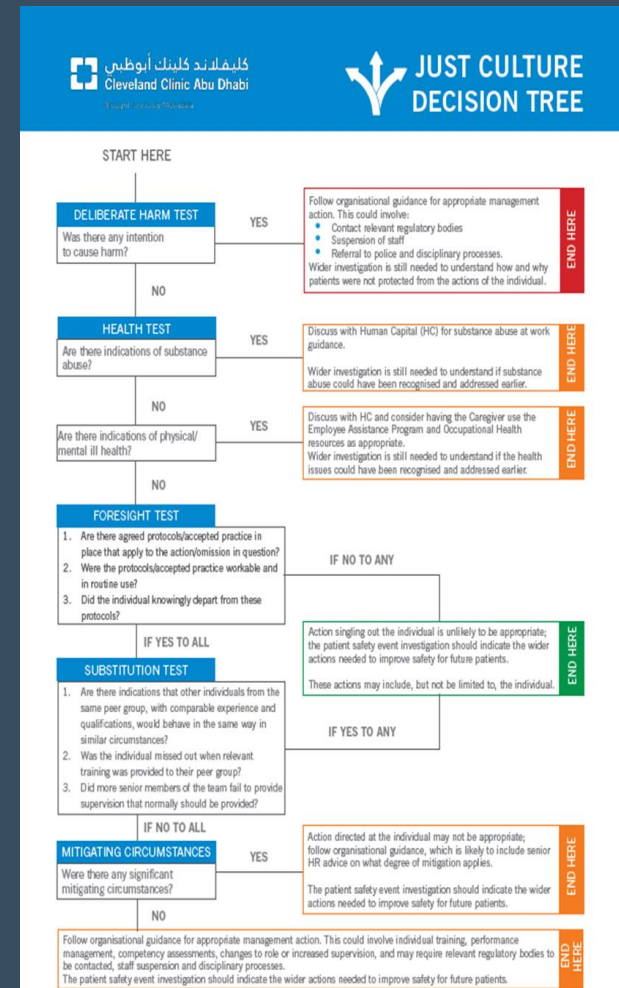 كليفلاند كلينك أبوظبي
Cleveland Clinic Abu Dhabi
JUST CULTURE
DECISION TREE
START HERE
DELIBERATE HARM TEST
Was there any intention
to cause harm?
YES
Follow organisational guidance for appropriate management
action. This could involve:
• Contact relevant regulatory bodies
• Suspension of staff
• Referral to police and disciplinary processes.
Wider investigation is still needed to understand how and why
patients were not protected from the actions of the individual.
END HERE
NO
HEALTH TEST
Are there indications of substance
abuse?
YES
Discuss with Human Capital (HC) for substance abuse at work
guidance.
Wider investigation is still needed to understand if substance
abuse could have been recognised and addressed earlier.
END HERE
NO
Are there indications of physical/
mental ill health?
YES
Discuss with HC and consider having the Caregiver use the
Employee Assistance Program and Occupational Health
resources as appropriate.
Wider investigation is still needed to understand if the health
issues could have been recognised and addressed earlier.
END HERE
NO
FORESIGHT TEST
1. Are there agreed protocols/accepted practice in
place that apply to the action/omission in question?
2. Were the protocols/accepted practice workable and
in routine use?
3. Did the individual knowingly depart from these
protocols?
IF NO TO ANY
IF YES TO ALL
Action singling out the individual is unlikely to be appropriate;
the patient safety event investigation should indicate the wider
actions needed to improve safety for future patients.
These actions may include, but not be limited to, the individual.
END HERE
SUBSTITUTION TEST
1. Are there indications that other individuals from the
same peer group, with comparable experience and
qualifications, would behave in the same way in
similar circumstances?
2. Was the individual missed out when relevant
training was provided to their peer group?
3. Did more senior members of the team fail to provide
supervision that normally should be provided?
IF YES TO ANY
IF NO TO ALL
MITIGATING CIRCUMSTANCES
Were there any significant
mitigating circumstances?
YES
Action directed at the individual may not be appropriate;
follow organisational guidance, which is likely to include senior
HR advice on what degree of mitigation applies.
The patient safety event investigation should indicate the wider
actions needed to improve safety for future patients.
END HERE
NO
Follow organisational guidance for appropriate management action. This could involve individual training, performance
management, competency assessments, changes to role or increased supervision, and may require relevant regulatory bodies to
be contacted, staff suspension and disciplinary processes.
The patient safety event investigation should indicate the wider actions needed to improve safety for future patients.
END
HERE